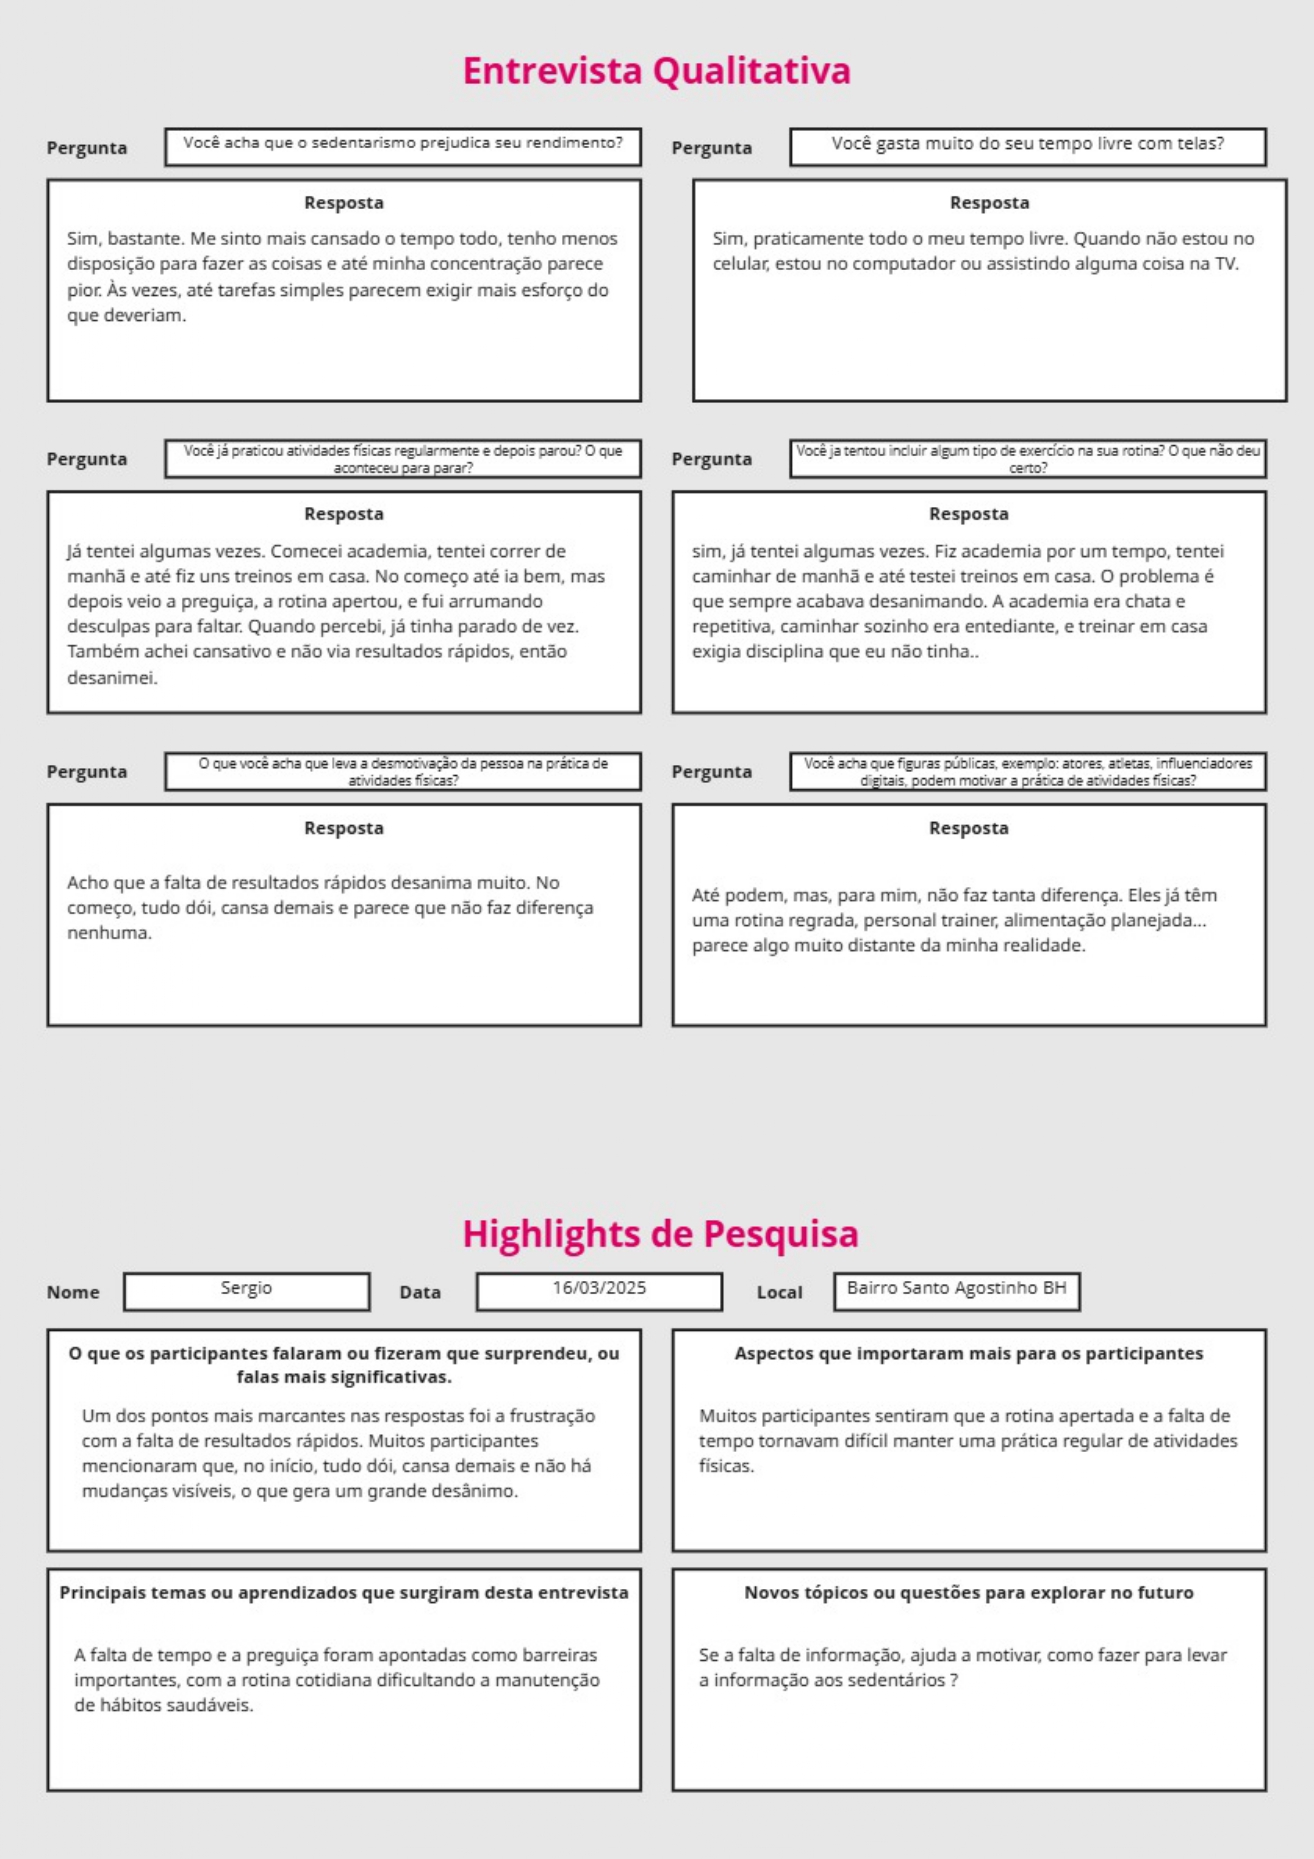 Entrevista Qualitativa
Pergunta
Você acha que o sedentarismo prejudica seu rendimento?
Resposta
Sim, bastante. Me sinto mais cansado o tempo todo, tenho menos
disposição para fazer as coisas e até minha concentração parece
pior. Às vezes, até tarefas simples parecem exigir mais esforço do
que deveriam.
Pergunta
Você gasta muito do seu tempo livre com telas?
Resposta
Sim, praticamente todo o meu tempo livre. Quando não estou no
celular, estou no computador ou assistindo alguma coisa na TV.
Pergunta
Você já praticou atividades físicas regularmente e depois parou? O que
aconteceu para parar?
Resposta
Já tentei algumas vezes. Comecei academia, tentei correr de
manhã e até fiz uns treinos em casa. No começo até ia bem, mas
depois veio a preguiça, a rotina apertou, e fui arrumando
desculpas para faltar. Quando percebi, já tinha parado de vez.
Também achei cansativo e não via resultados rápidos, então
desanimei.
Pergunta
Você ja tentou incluir algum tipo de exercício na sua rotina? O que não deu
certo?
Resposta
sim, já tentei algumas vezes. Fiz academia por um tempo, tentei
caminhar de manhã e até testei treinos em casa. O problema é
que sempre acabava desanimando. A academia era chata e
repetitiva, caminhar sozinho era entediante, e treinar em casa
exigia disciplina que eu não tinha..
Pergunta
O que você acha que leva a desmotivação da pessoa na prática de
atividades físicas?
Resposta
Acho que a falta de resultados rápidos desanima muito. No
começo, tudo dói, cansa demais e parece que não faz diferença
nenhuma.
Pergunta
Você acha que figuras públicas, exemplo: atores, atletas, influenciadores
digitais, podem motivar a prática de atividades físicas?
Resposta
Até podem, mas, para mim, não faz tanta diferença. Eles já têm
uma rotina regrada, personal trainer, alimentação planejada...
parece algo muito distante da minha realidade.
Highlights de Pesquisa
Nome
Sergio
Data
16/03/2025
Local
Bairro Santo Agostinho BH
O que os participantes falaram ou fizeram que surpreendeu, ou
falas mais significativas.
Um dos pontos mais marcantes nas respostas foi a frustração
com a falta de resultados rápidos. Muitos participantes
mencionaram que, no início, tudo dói, cansa demais e não há
mudanças visíveis, o que gera um grande desânimo.
Aspectos que importaram mais para os participantes
Muitos participantes sentiram que a rotina apertada e a falta de
tempo tornavam difícil manter uma prática regular de atividades
físicas.
Principais temas ou aprendizados que surgiram desta entrevista
A falta de tempo e a preguiça foram apontadas como barreiras
importantes, com a rotina cotidiana dificultando a manutenção
de hábitos saudáveis.
Novos tópicos ou questões para explorar no futuro
Se a falta de informação, ajuda a motivar, como fazer para levar
a informação aos sedentários ?